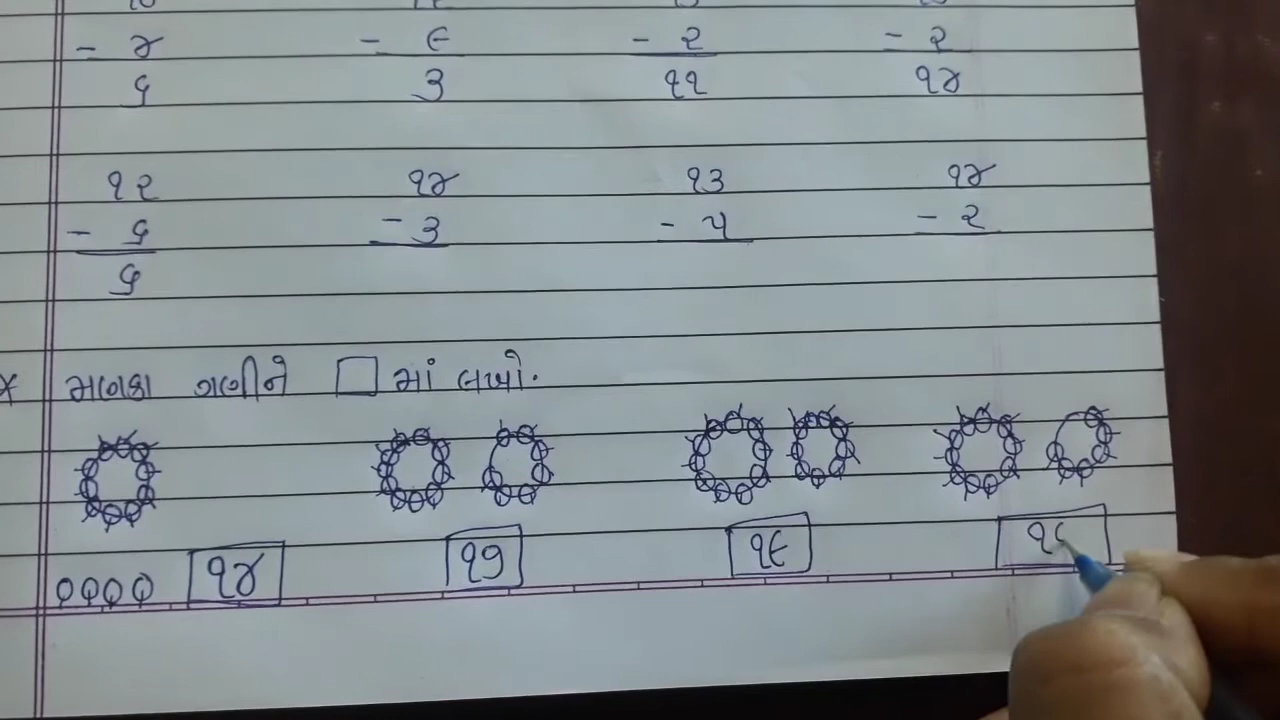 - ૪ - ૯ - ૨ - ૨
૬ ૩ ૧૧ ૧૪
૧૨ ૧૪ ૧૩ ૧૪
- ૬ - ૩ - ૫ - ૨
૬
× મણકા ગણીને □ માં લખો.
૧૪ ૧૭ ૧૯